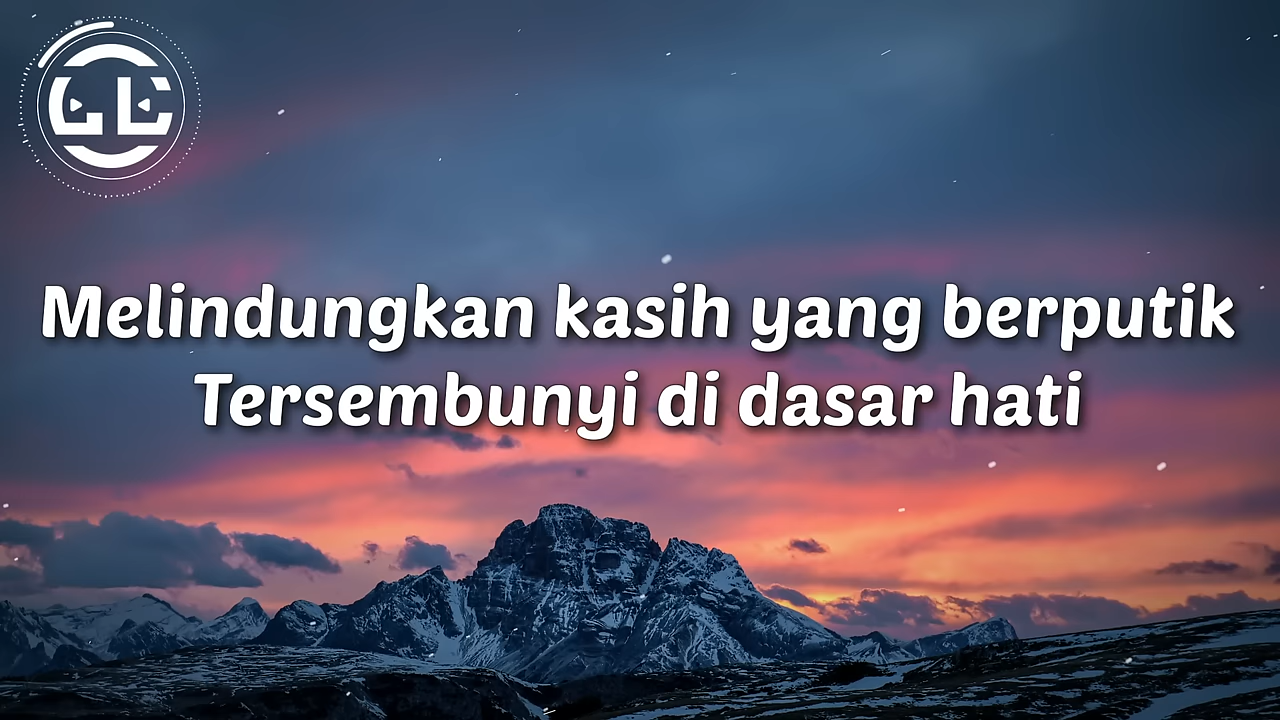 Melindungkan kasih yang berputik
Tersembunyi di dasar hati